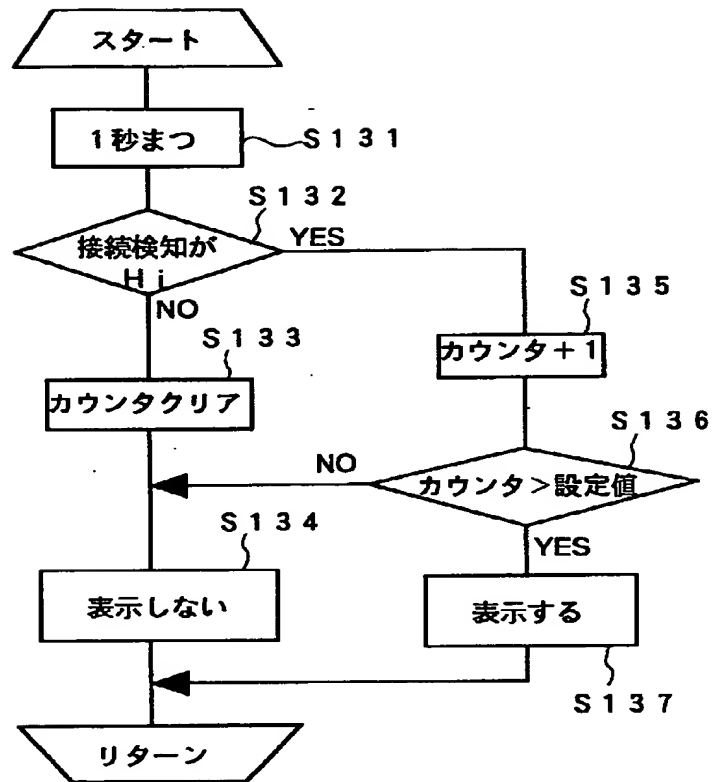 スタート
1秒まつ
S131
S132
接続検知が
Hi
YES
NO
S135
カウンタ+1
S133
カウンタクリア
S136
カウンタ>設定値
NO
YES
S134
表示しない
表示する
S137
リターン